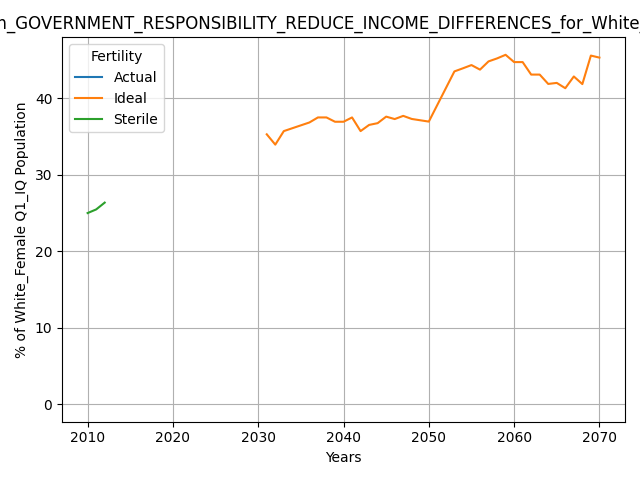 n_GOVERNMENT_RESPONSIBILITY_REDUCE_INCOME_DIFFERENCES_for_White_
Fertility
Actual
Ideal
Sterile
% of White_Female Q1_IQ Population
40
30
20
10
0
2010 2020 2030 2040 2050 2060 2070
Years